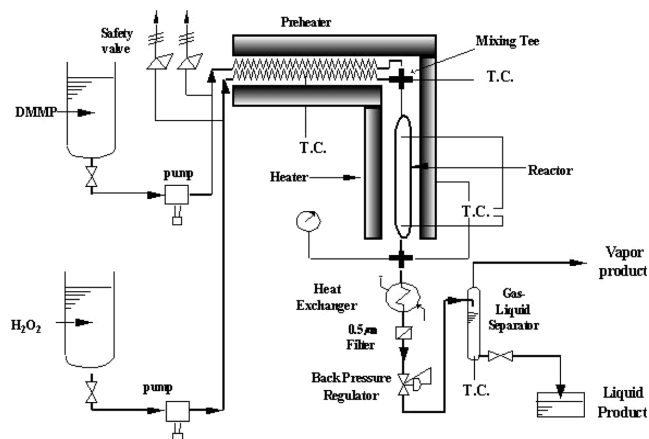 Preheater
Safety
valve
Mixing Tee
T.C.
DMMP
T.C.
pump
Heater
Reactor
T.C.
Vapor
product
Heat
Exchanger
Gas-
Liquid
Separator
H₂O₂
0.5㎛
Filter
pump
Back Pressure
Regulator
T.C.
Liquid
Product